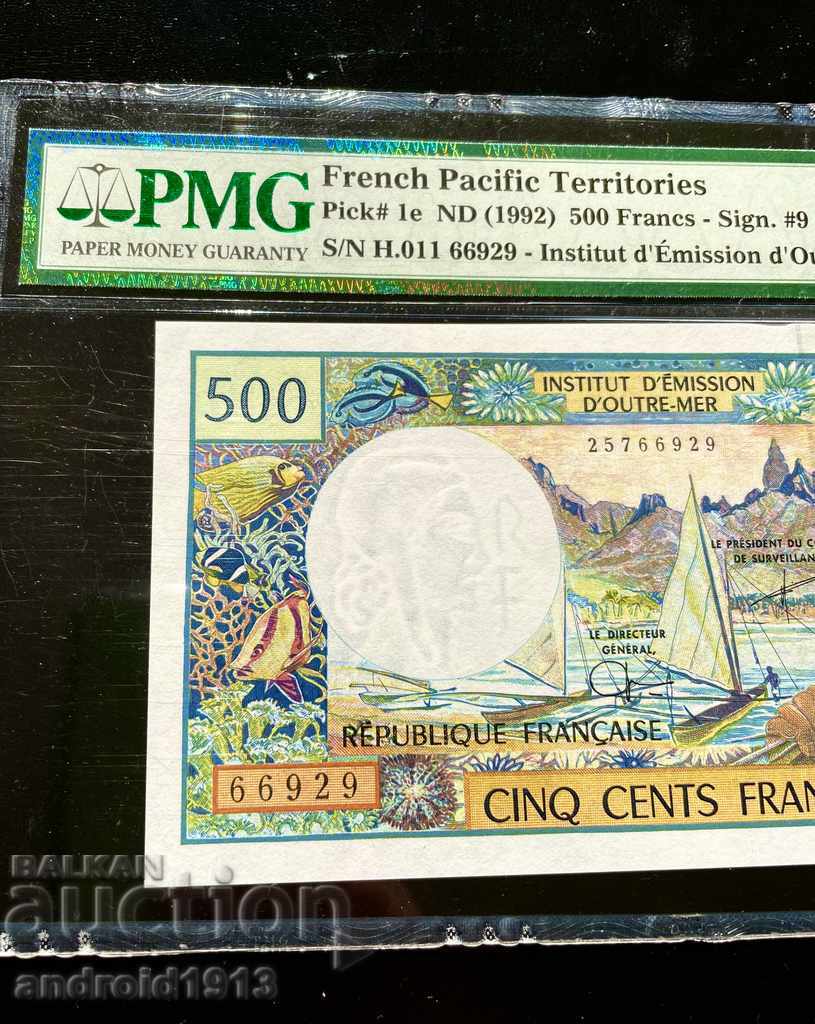 PMG
PAPER MONEY GUARANTY
French Pacific Territories
Pick# 1e ND (1992) 500 Francs - Sign. #9
S/N H.011 66929 - Institut d'Émission d'Ou
500
INSTITUT D'ÉMISSION
D'OUTRE-MER
25766929
LE PRÉSIDENT DU C
DE SURVEILLAN
LE DIRECTEUR
GÉNÉRAL,
RÉPUBLIQUE FRANÇAISE
66929
CINQ CENTS FRAN
BALKAN
auction
android1913